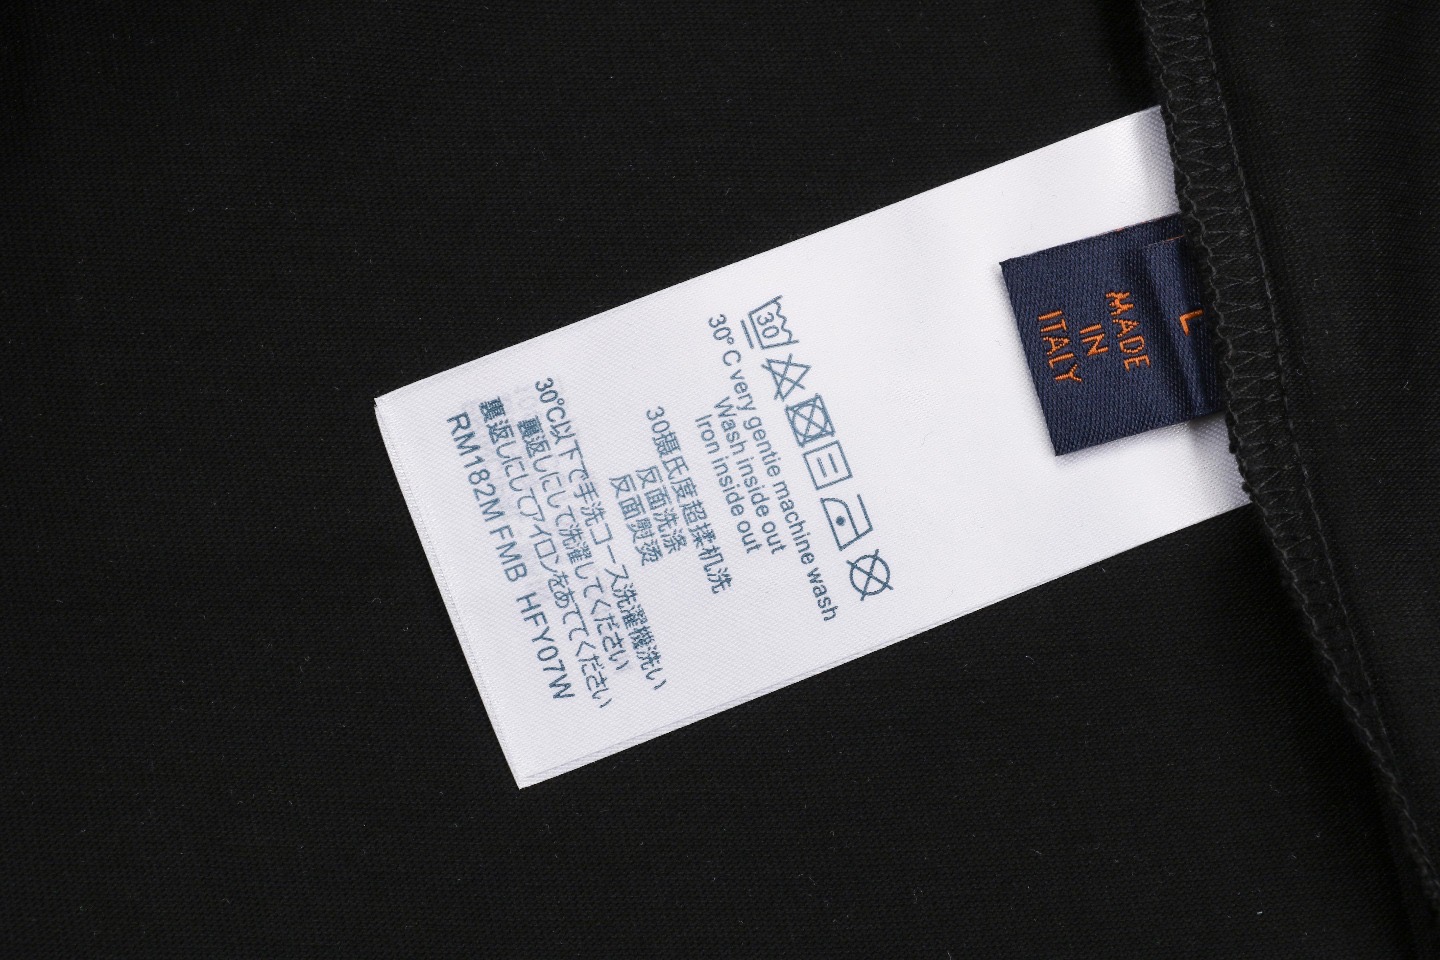 30
30°C very gentie machine wash
Wash inside out
Iron inside out
30摄氏度超揉机洗
反面洗涤
反面熨烫
30℃以下で手洗コース洗濯機洗い
裏返しにして洗濯してください
裏返しにしてアイロンをあててください
RM182M FMB HFY07W
L
MADE
IN
ITALY